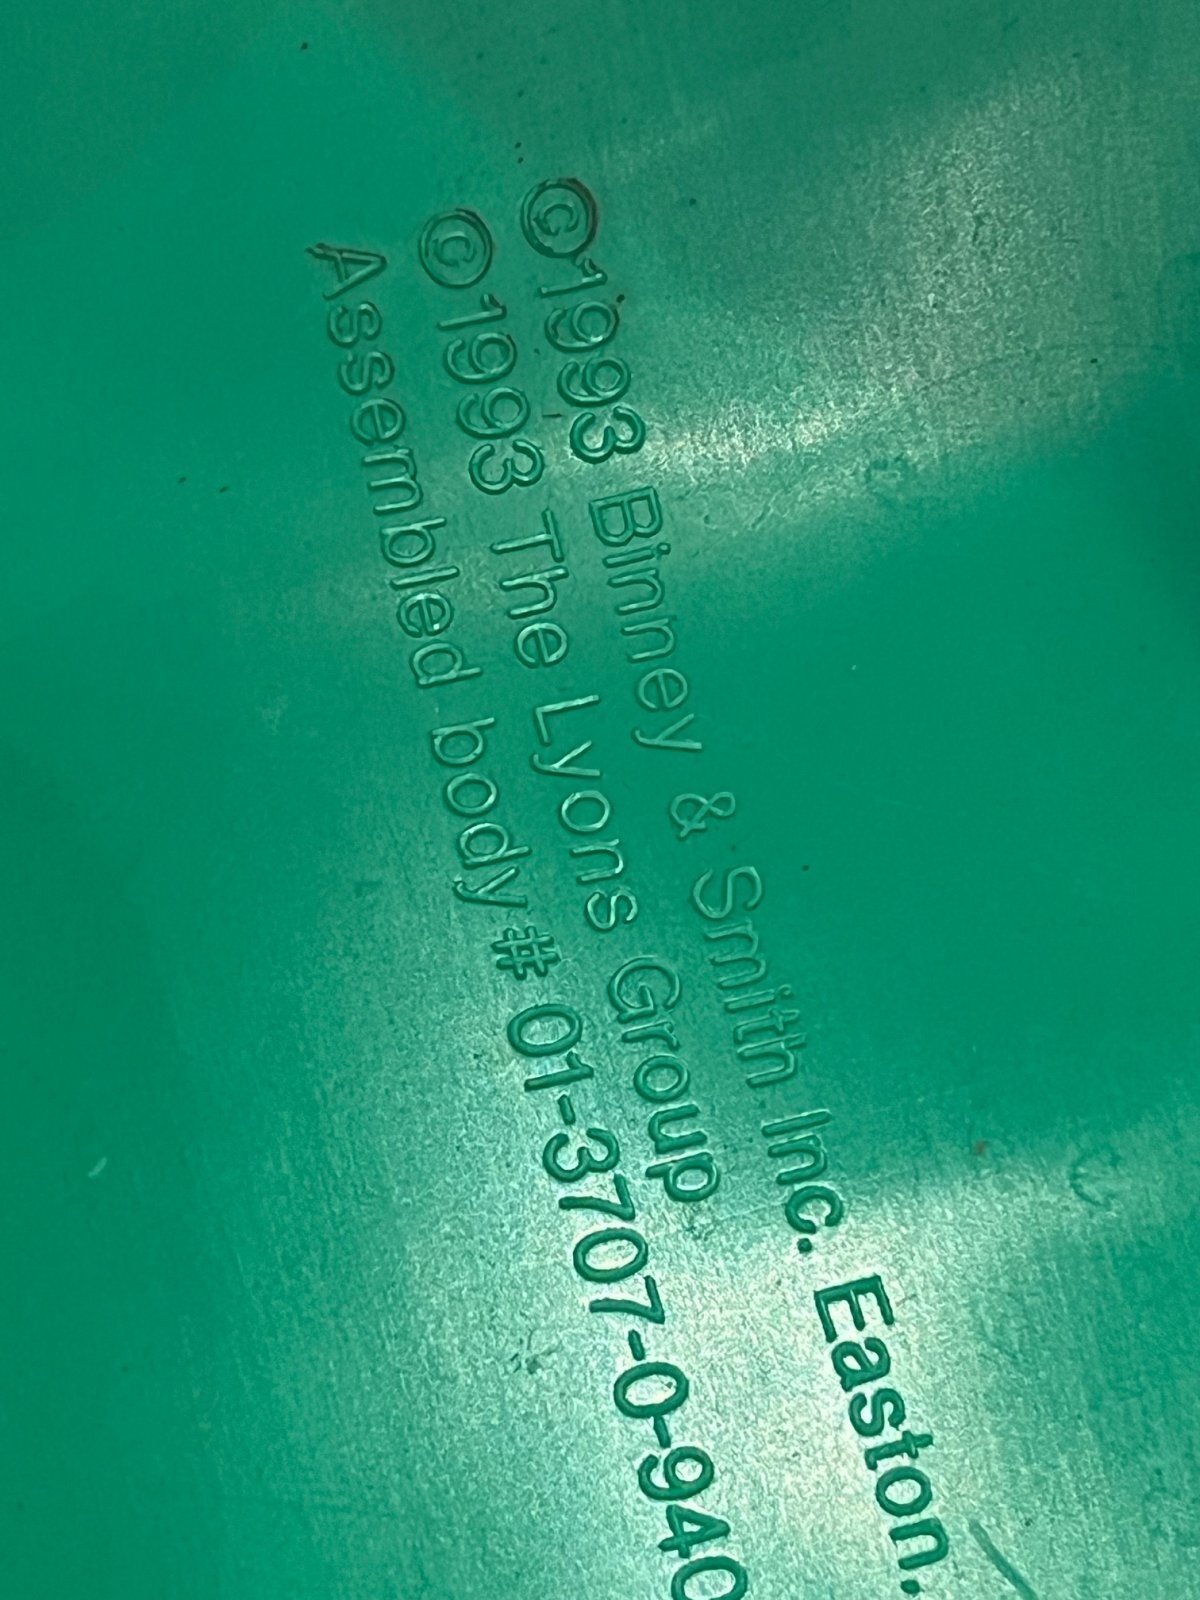 ©1993 Binney & Smith Inc. Easton.
©1993 The Lyons Group
Assembled body # 01-3707-0-940